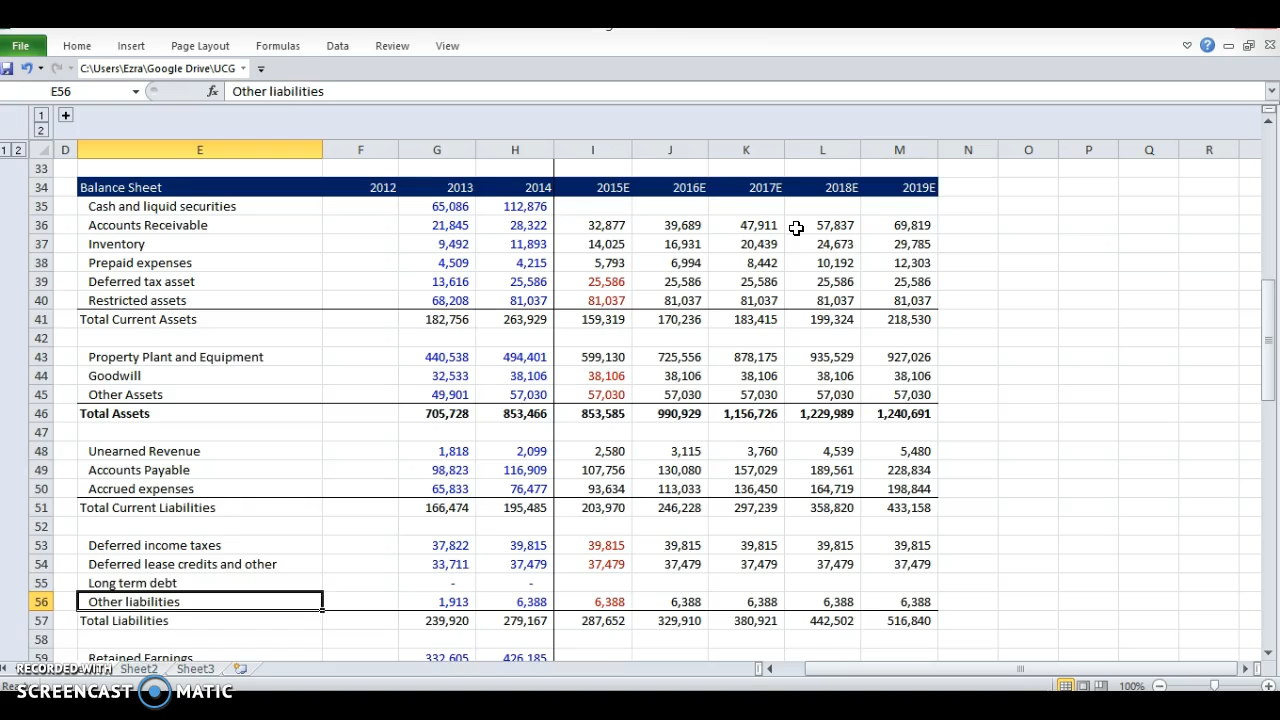 File Home Insert Page Layout Formulas Data Review View
C:\Users\Ezra\Google Drive\UCG
E56 fx Other liabilities
1
2
1 2 D E F G H I J K L M N O P Q R
33
34 Balance Sheet 2012 2013 2014 2015E 2016E 2017E 2018E 2019E
35 Cash and liquid securities 65,086 112,876
36 Accounts Receivable 21,845 28,322 32,877 39,689 47,911 57,837 69,819
37 Inventory 9,492 11,893 14,025 16,931 20,439 24,673 29,785
38 Prepaid expenses 4,509 4,215 5,793 6,994 8,442 10,192 12,303
39 Deferred tax asset 13,616 25,586 25,586 25,586 25,586 25,586 25,586
40 Restricted assets 68,208 81,037 81,037 81,037 81,037 81,037 81,037
41 Total Current Assets 182,756 263,929 159,319 170,236 183,415 199,324 218,530
42
43 Property Plant and Equipment 440,538 494,401 599,130 725,556 878,175 935,529 927,026
44 Goodwill 32,533 38,106 38,106 38,106 38,106 38,106 38,106
45 Other Assets 49,901 57,030 57,030 57,030 57,030 57,030 57,030
46 Total Assets 705,728 853,466 853,585 990,929 1,156,726 1,229,989 1,240,691
47
48 Unearned Revenue 1,818 2,099 2,580 3,115 3,760 4,539 5,480
49 Accounts Payable 98,823 116,909 107,756 130,080 157,029 189,561 228,834
50 Accrued expenses 65,833 76,477 93,634 113,033 136,450 164,719 198,844
51 Total Current Liabilities 166,474 195,485 203,970 246,228 297,239 358,820 433,158
52
53 Deferred income taxes 37,822 39,815 39,815 39,815 39,815 39,815 39,815
54 Deferred lease credits and other 33,711 37,479 37,479 37,479 37,479 37,479 37,479
55 Long term debt - -
56 Other liabilities 1,913 6,388 6,388 6,388 6,388 6,388 6,388
57 Total Liabilities 239,920 279,167 287,652 329,910 380,921 442,502 516,840
58
59 Retained Earnings 332,605 426,185
Sheet2 Sheet3
RECORDED WITH
SCREENCAST MATIC
100%